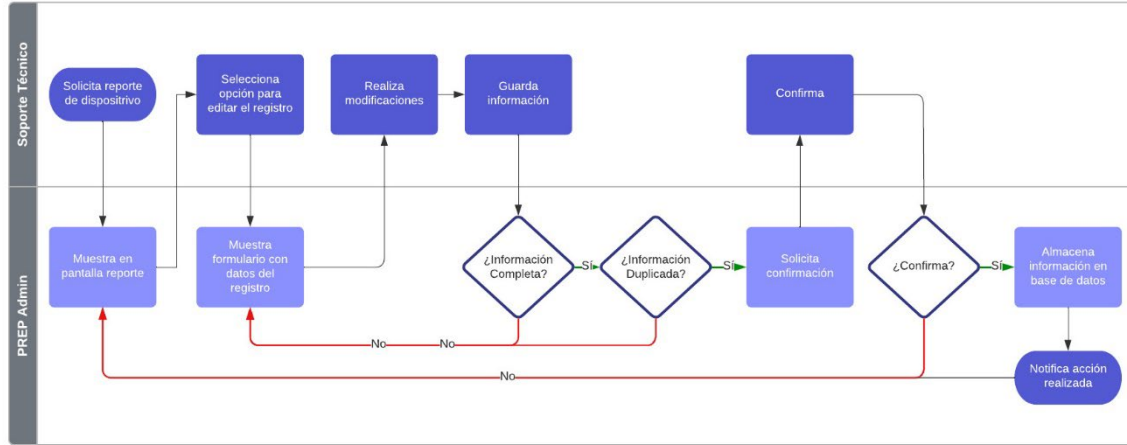 Soporte Técnico
Solicita reporte
de dispositrivo
Selecciona
opción para
editar el registro
Realiza
modificaciones
Guarda
información
Confirma
PREP Admin
Muestra en
pantalla reporte
Muestra
formulario con
datos del
registro
¿Información
Completa?
Sí
¿Información
Duplicada?
Sí
Solicita
confirmación
¿Confirma?
Sí
Almacena
información en
base de datos
No
No
No
Notifica acción
realizada